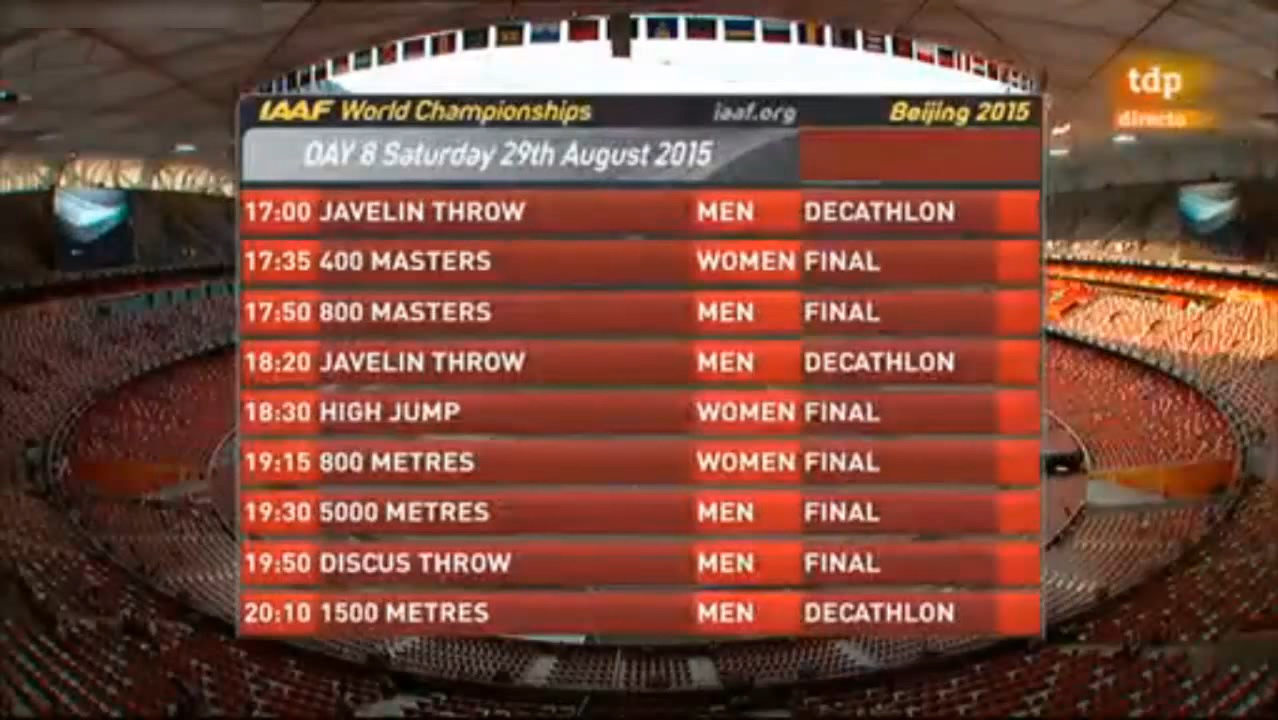 IAAF World Championships iaaf.org Beijing 2015
tdp
directo
DAY 8 Saturday 29th August 2015
17:00 JAVELIN THROW MEN DECATHLON
17:35 400 MASTERS WOMEN FINAL
17:50 800 MASTERS MEN FINAL
18:20 JAVELIN THROW MEN DECATHLON
18:30 HIGH JUMP WOMEN FINAL
19:15 800 METRES WOMEN FINAL
19:30 5000 METRES MEN FINAL
19:50 DISCUS THROW MEN FINAL
20:10 1500 METRES MEN DECATHLON